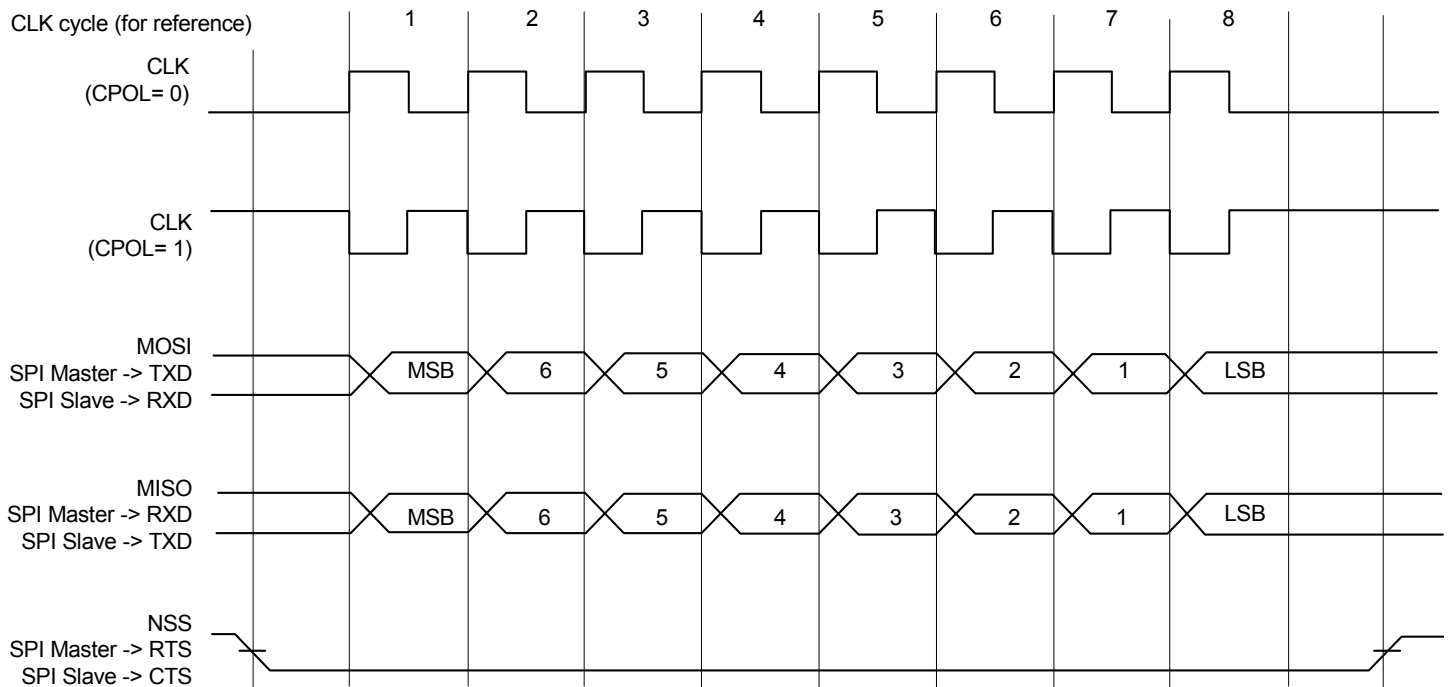 CLK cycle (for reference) 1 2 3 4 5 6 7 8
CLK
(CPOL= 0)
CLK
(CPOL= 1)
MOSI
SPI Master -> TXD
SPI Slave -> RXD
MSB 6 5 4 3 2 1 LSB
MISO
SPI Master -> RXD
SPI Slave -> TXD
MSB 6 5 4 3 2 1 LSB
NSS
SPI Master -> RTS
SPI Slave -> CTS